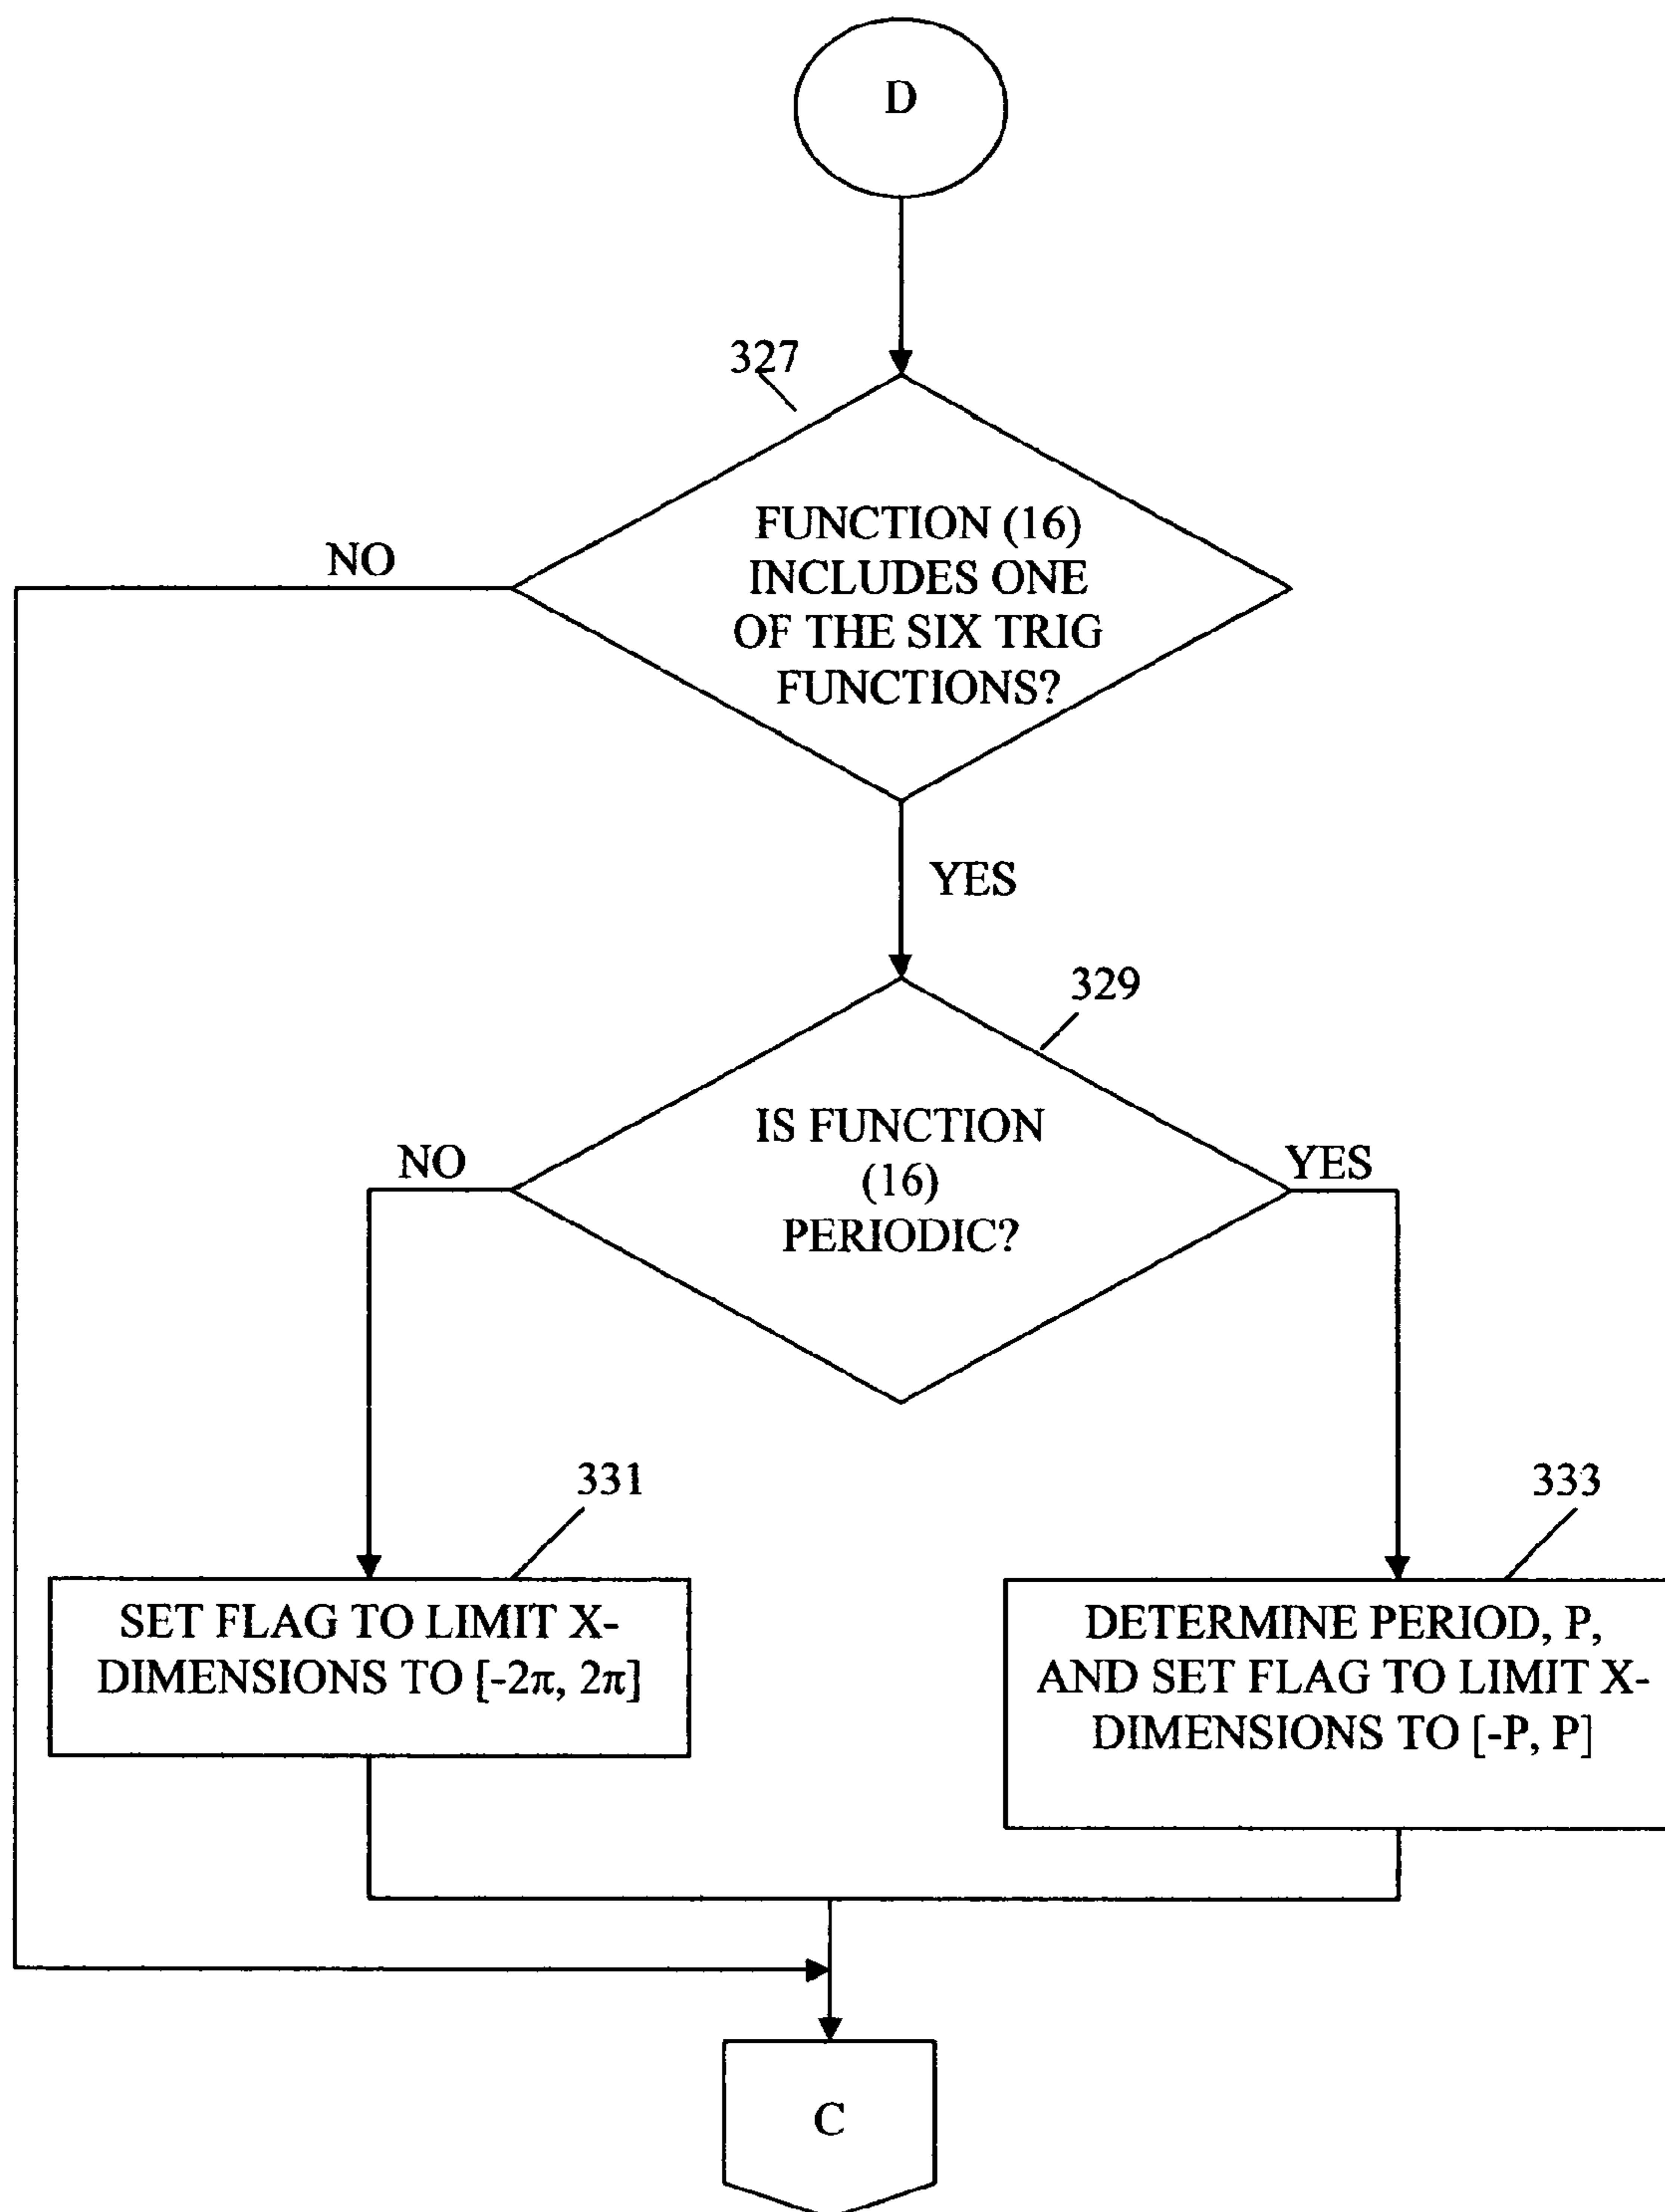 D
327
FUNCTION (16)
INCLUDES ONE
OF THE SIX TRIG
FUNCTIONS?
NO
YES
329
IS FUNCTION
(16)
PERIODIC?
NO
YES
331
SET FLAG TO LIMIT X-
DIMENSIONS TO [-2π, 2π]
333
DETERMINE PERIOD, P,
AND SET FLAG TO LIMIT X-
DIMENSIONS TO [-P, P]
C